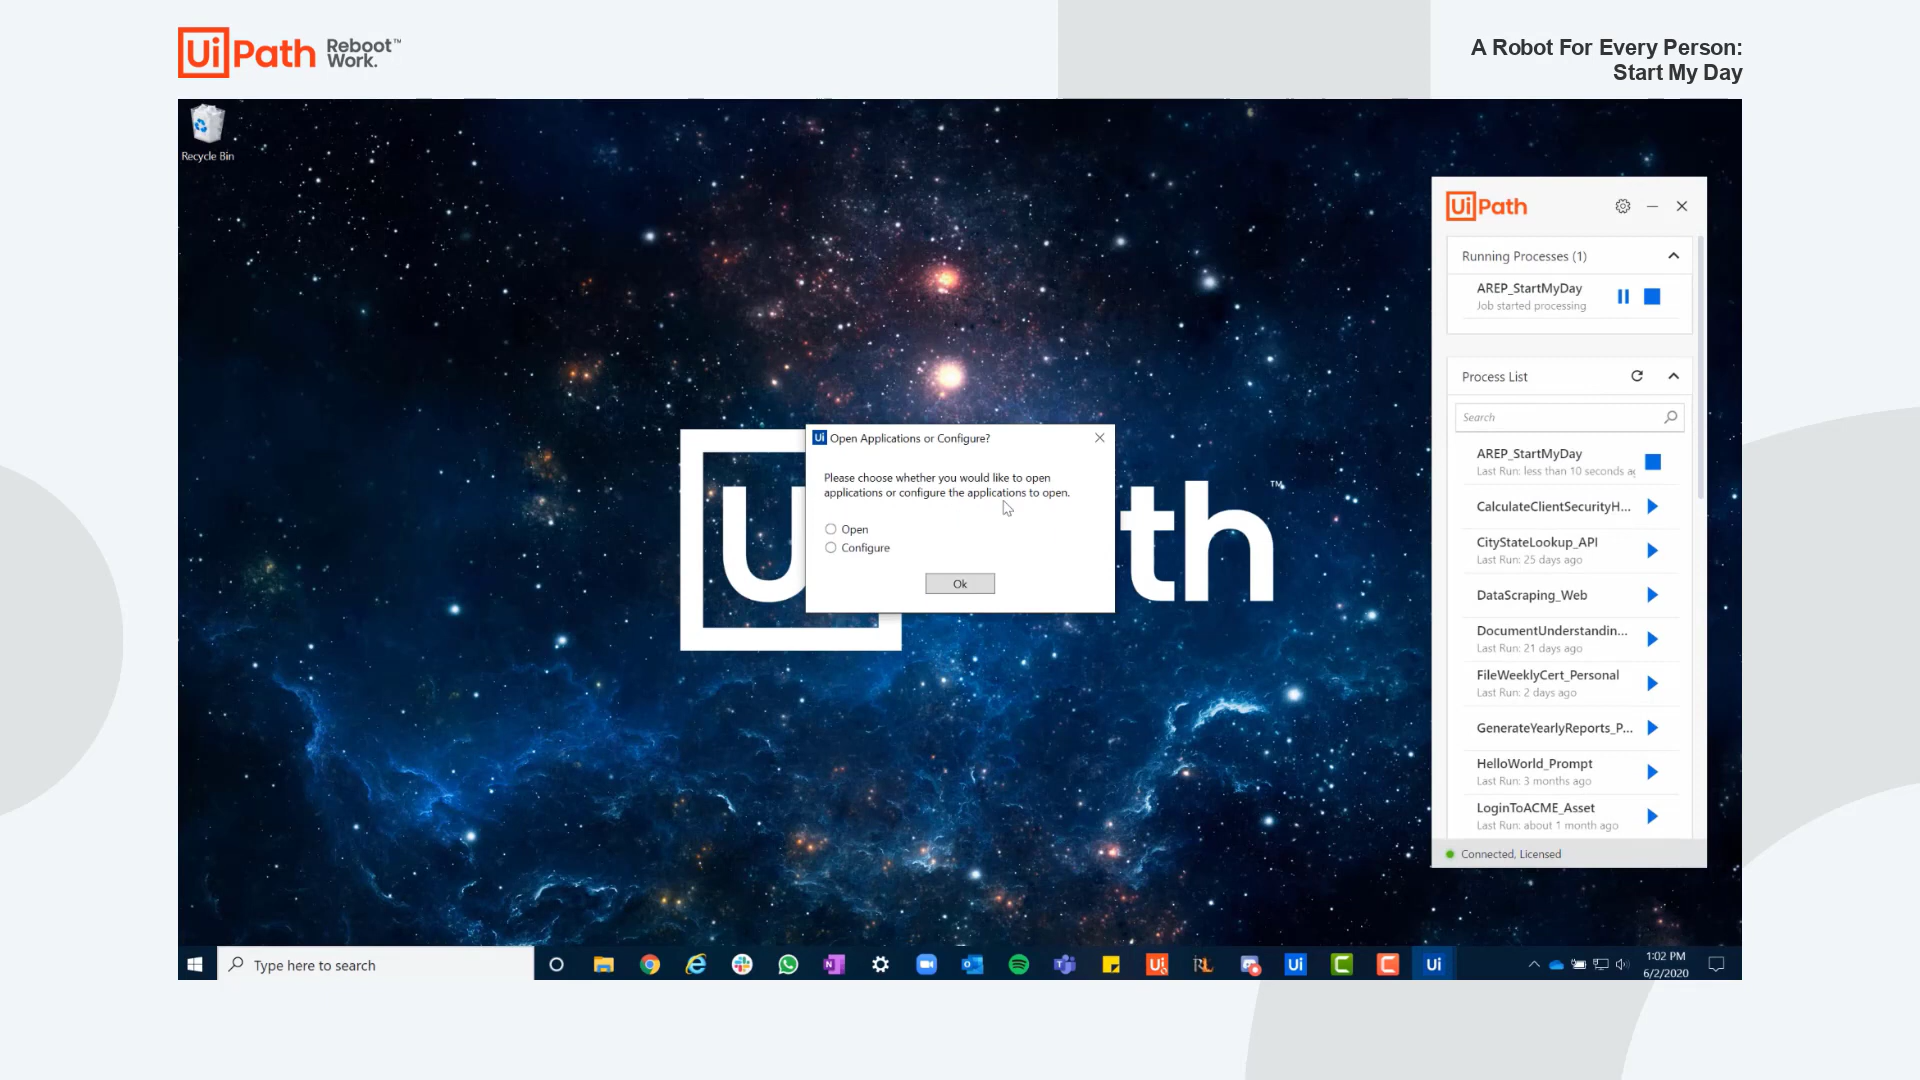 UiPath Reboot™
Work.
A Robot For Every Person:
Start My Day
Recycle Bin
UiPath
Running Processes (1)
AREP_StartMyDay
Job started processing
Process List
Search
AREP_StartMyDay
Last Run: less than 10 seconds ag
CalculateClientSecurityH...
CityStateLookup_API
Last Run: 25 days ago
DataScraping_Web
DocumentUnderstandin...
Last Run: 21 days ago
FileWeeklyCert_Personal
Last Run: 2 days ago
GenerateYearlyReports_P...
HelloWorld_Prompt
Last Run: 3 months ago
LoginToACME_Asset
Last Run: about 1 month ago
Connected, Licensed
Ui Open Applications or Configure?
Please choose whether you would like to open
applications or configure the applications to open.
Open
Configure
Ok
U th™
Type here to search
1:02 PM
6/2/2020